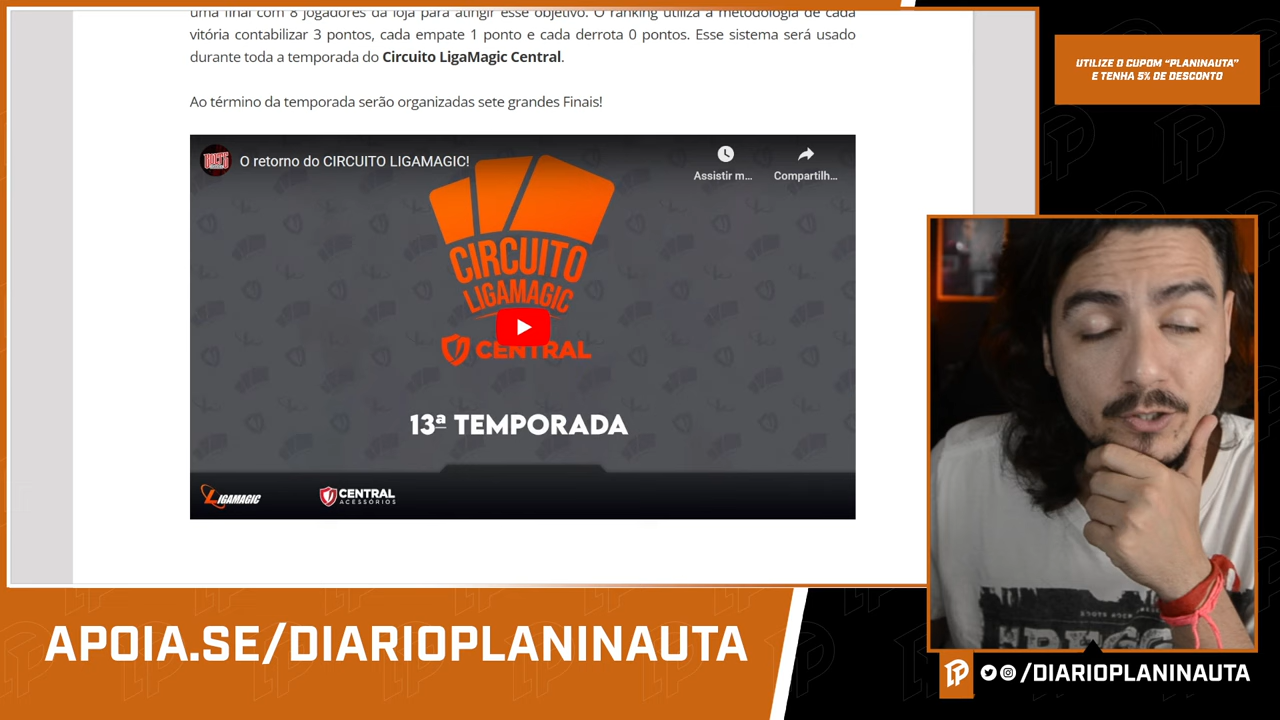 uma final com 8 jogadores da loja para atingir esse objetivo. O ranking utiliza a metodologia de cada
vitória contabilizar 3 pontos, cada empate 1 ponto e cada derrota 0 pontos. Esse sistema será usado
durante toda a temporada do Circuito LigaMagic Central.
Ao término da temporada serão organizadas sete grandes Finais!
O retorno do CIRCUITO LIGAMAGIC!
Assistir m...
Compartilh...
CIRCUITO
LIGAMAGIC
CENTRAL
13ª TEMPORADA
LIGAMAGIC
CENTRAL
ACESSÓRIOS
UTILIZE O CUPOM “PLANINAUTA”
E TENHA 5% DE DESCONTO
APOIA.SE/DIARIOPLANINAUTA
/DIARIOPLANINAUTA